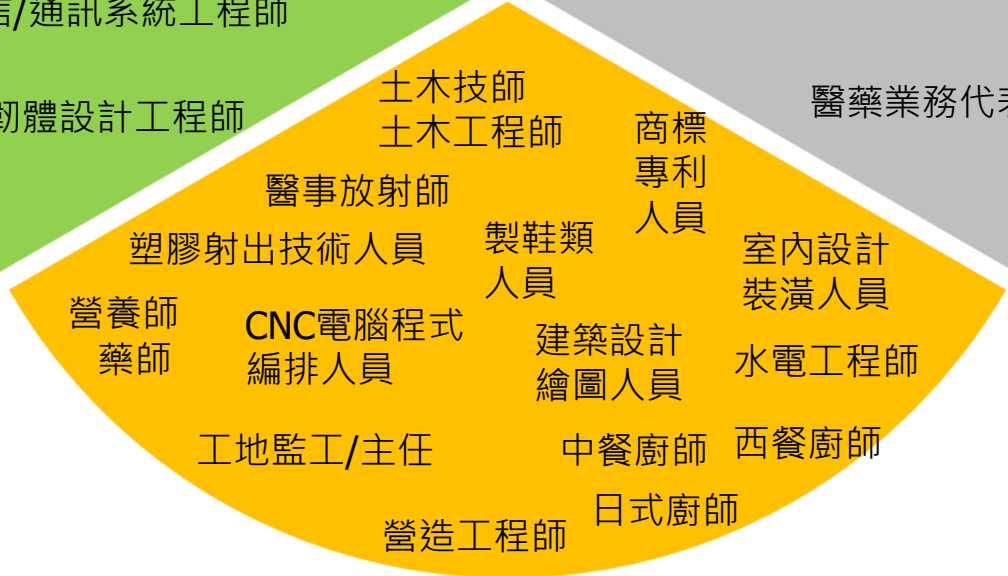 /通訊系統工程師
韌體設計工程師
醫藥業務代表
土木技師
土木工程師
商標
專利
人員
醫事放射師
塑膠射出技術人員
製鞋類
人員
室內設計
裝潢人員
營養師
藥師
CNC電腦程式
編排人員
建築設計
繪圖人員
水電工程師
工地監工/主任
中餐廚師
西餐廚師
日式廚師
營造工程師